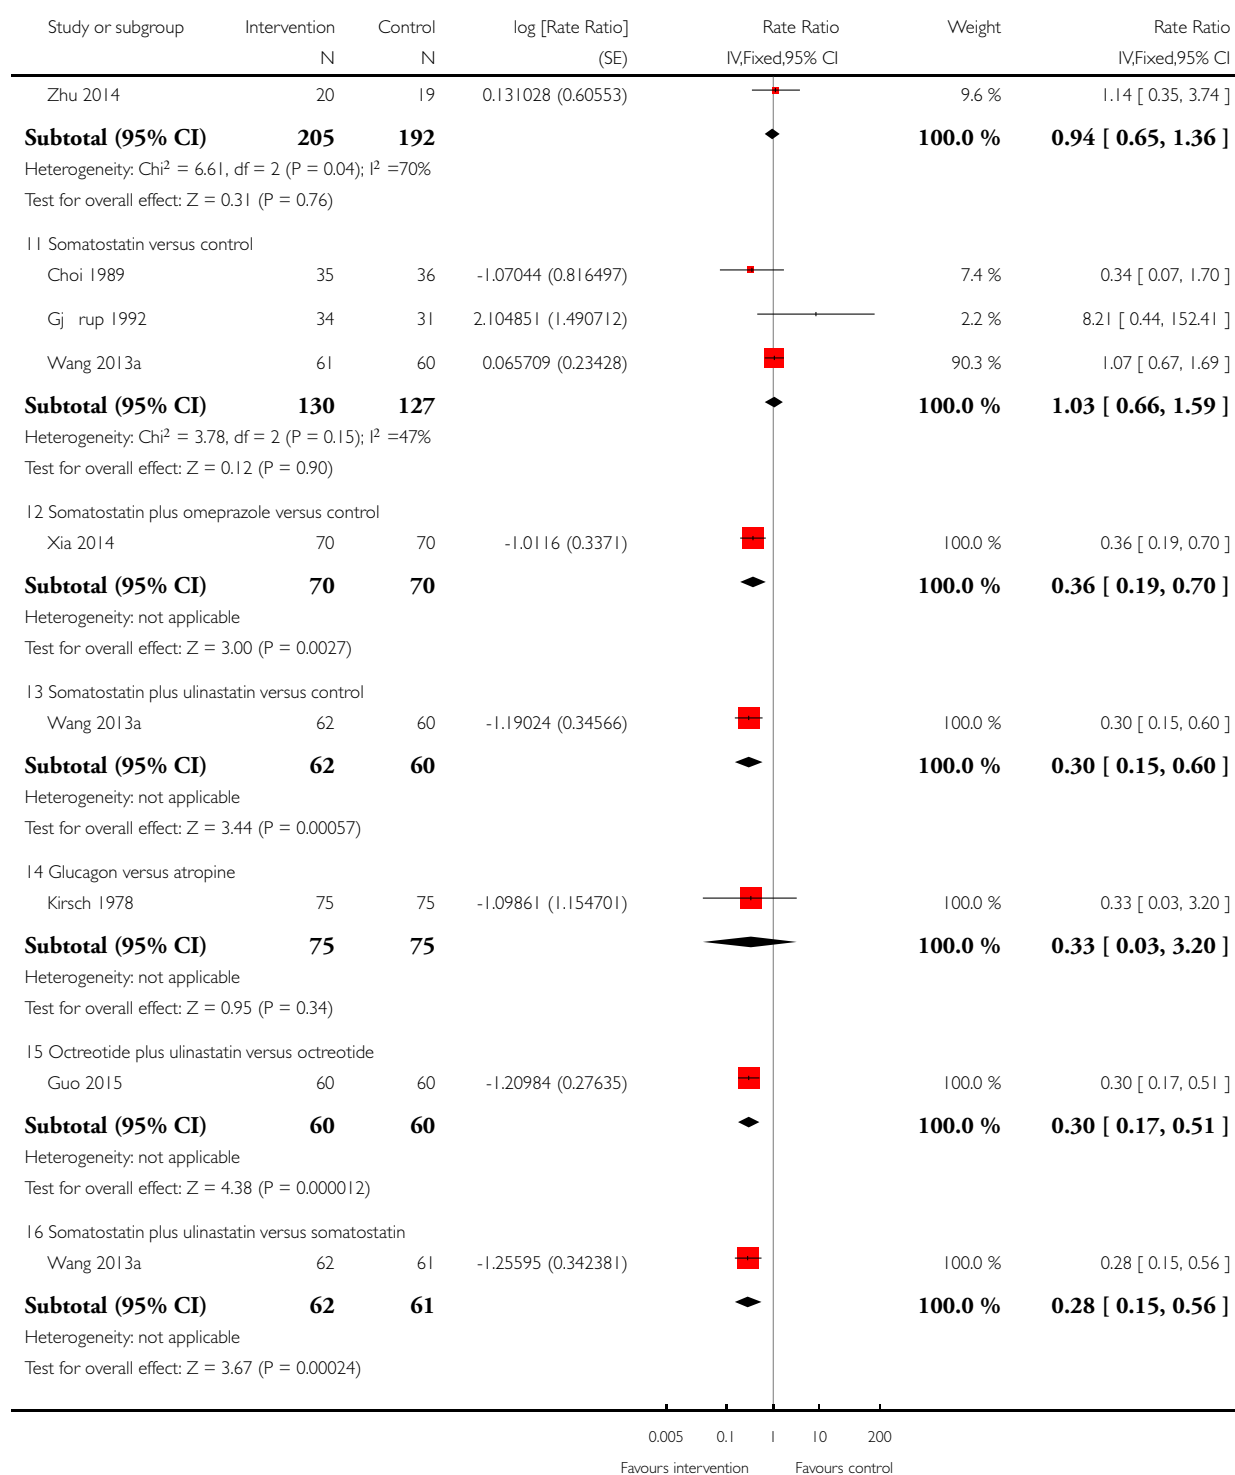 Study or subgroup Intervention Control log [Rate Ratio] Rate Ratio Weight Rate Ratio
N N (SE) IV,Fixed,95% CI IV,Fixed,95% CI
Zhu 2014 20 19 0.131028 (0.60553) 9.6 % 1.14 [ 0.35, 3.74 ]
Subtotal (95% CI) 205 192 100.0 % 0.94 [ 0.65, 1.36 ]
Heterogeneity: Chi² = 6.61, df = 2 (P = 0.04); I² =70%
Test for overall effect: Z = 0.31 (P = 0.76)
11 Somatostatin versus control
Choi 1989 35 36 -1.07044 (0.816497) 7.4 % 0.34 [ 0.07, 1.70 ]
Gj rup 1992 34 31 2.104851 (1.490712) 2.2 % 8.21 [ 0.44, 152.41 ]
Wang 2013a 61 60 0.065709 (0.23428) 90.3 % 1.07 [ 0.67, 1.69 ]
Subtotal (95% CI) 130 127 100.0 % 1.03 [ 0.66, 1.59 ]
Heterogeneity: Chi² = 3.78, df = 2 (P = 0.15); I² =47%
Test for overall effect: Z = 0.12 (P = 0.90)
12 Somatostatin plus omeprazole versus control
Xia 2014 70 70 -1.0116 (0.3371) 100.0 % 0.36 [ 0.19, 0.70 ]
Subtotal (95% CI) 70 70 100.0 % 0.36 [ 0.19, 0.70 ]
Heterogeneity: not applicable
Test for overall effect: Z = 3.00 (P = 0.0027)
13 Somatostatin plus ulinastatin versus control
Wang 2013a 62 60 -1.19024 (0.34566) 100.0 % 0.30 [ 0.15, 0.60 ]
Subtotal (95% CI) 62 60 100.0 % 0.30 [ 0.15, 0.60 ]
Heterogeneity: not applicable
Test for overall effect: Z = 3.44 (P = 0.00057)
14 Glucagon versus atropine
Kirsch 1978 75 75 -1.09861 (1.154701) 100.0 % 0.33 [ 0.03, 3.20 ]
Subtotal (95% CI) 75 75 100.0 % 0.33 [ 0.03, 3.20 ]
Heterogeneity: not applicable
Test for overall effect: Z = 0.95 (P = 0.34)
15 Octreotide plus ulinastatin versus octreotide
Guo 2015 60 60 -1.20984 (0.27635) 100.0 % 0.30 [ 0.17, 0.51 ]
Subtotal (95% CI) 60 60 100.0 % 0.30 [ 0.17, 0.51 ]
Heterogeneity: not applicable
Test for overall effect: Z = 4.38 (P = 0.000012)
16 Somatostatin plus ulinastatin versus somatostatin
Wang 2013a 62 61 -1.25595 (0.342381) 100.0 % 0.28 [ 0.15, 0.56 ]
Subtotal (95% CI) 62 61 100.0 % 0.28 [ 0.15, 0.56 ]
Heterogeneity: not applicable
Test for overall effect: Z = 3.67 (P = 0.00024)
0.005 0.1 1 10 200
Favours intervention Favours control